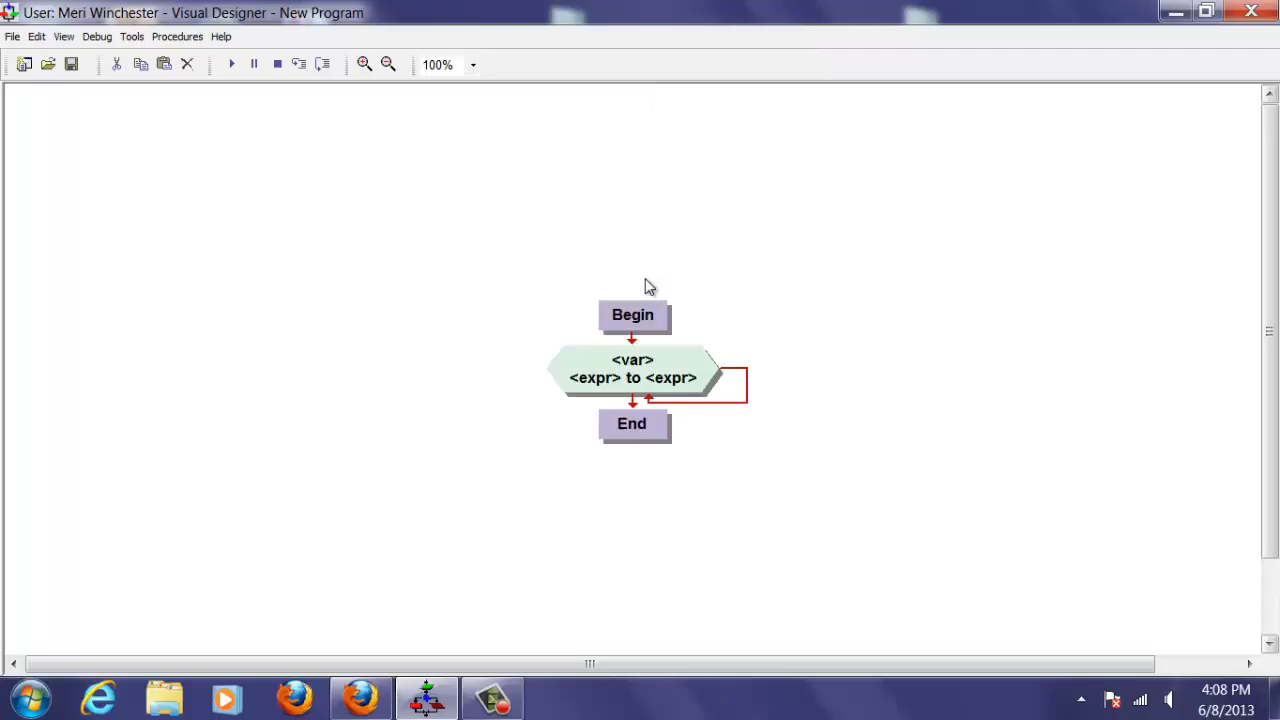 User: Meri Winchester - Visual Designer - New Program
File Edit View Debug Tools Procedures Help
100%
Begin
<var>
<expr> to <expr>
End
4:08 PM
6/8/2013